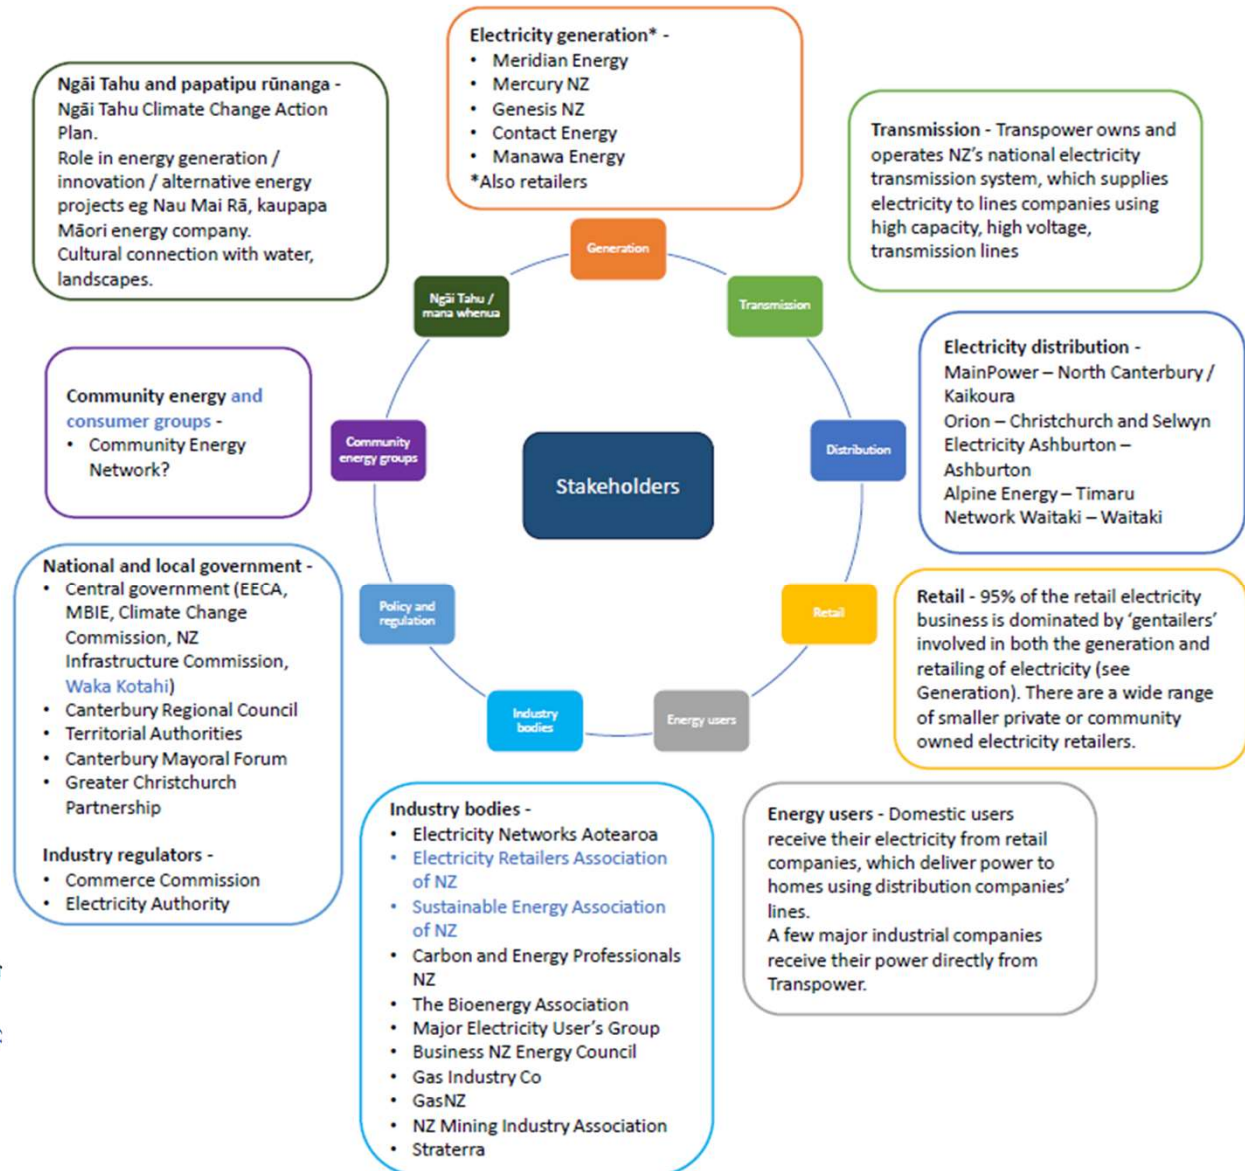 Electricity generation* -
• Meridian Energy
• Mercury NZ
• Genesis NZ
• Contact Energy
• Manawa Energy
*Also retailers
Ngāi Tahu and papatipu rūnanga -
Ngāi Tahu Climate Change Action
Plan.
Role in energy generation /
innovation / alternative energy
projects eg Nau Mai Rā, kaupapa
Māori energy company.
Cultural connection with water,
landscapes.
Transmission - Transpower owns and
operates NZ's national electricity
transmission system, which supplies
electricity to lines companies using
high capacity, high voltage,
transmission lines
Generation
Ngāi Tahu /
mana whenua
Transmission
Electricity distribution -
MainPower – North Canterbury /
Kaikoura
Orion – Christchurch and Selwyn
Electricity Ashburton –
Ashburton
Alpine Energy – Timaru
Network Waitaki – Waitaki
Community energy and
consumer groups -
• Community Energy
Network?
Community
energy groups
Distribution
Stakeholders
National and local government -
• Central government (EECA,
MBIE, Climate Change
Commission, NZ
Infrastructure Commission,
Waka Kotahi)
• Canterbury Regional Council
• Territorial Authorities
• Canterbury Mayoral Forum
• Greater Christchurch
Partnership
Industry regulators -
• Commerce Commission
• Electricity Authority
Policy and
regulation
Retail
Retail - 95% of the retail electricity
business is dominated by 'gentailers'
involved in both the generation and
retailing of electricity (see
Generation). There are a wide range
of smaller private or community
owned electricity retailers.
Industry
bodies
Energy users
Industry bodies -
• Electricity Networks Aotearoa
• Electricity Retailers Association
of NZ
• Sustainable Energy Association
of NZ
• Carbon and Energy Professionals
NZ
• The Bioenergy Association
• Major Electricity User's Group
• Business NZ Energy Council
• Gas Industry Co
• GasNZ
• NZ Mining Industry Association
• Straterra
Energy users - Domestic users
receive their electricity from retail
companies, which deliver power to
homes using distribution companies'
lines.
A few major industrial companies
receive their power directly from
Transpower.